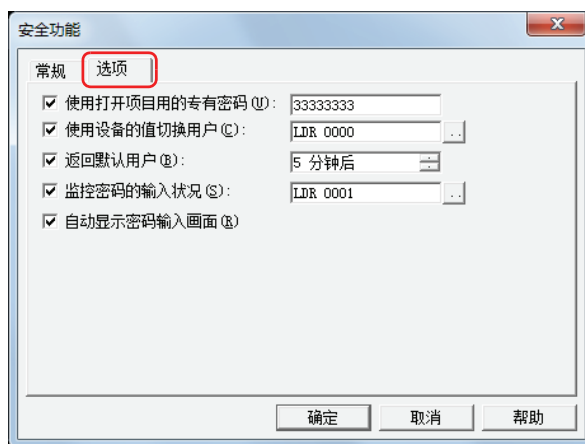 安全功能
常规 选项
使用打开项目用的专有密码(U): 33333333
使用设备的值切换用户(C): LDR 0000 ..
返回默认用户(B): 5 分钟后
监控密码的输入状况(S): LDR 0001 ..
自动显示密码输入画面(R)
确定 取消 帮助